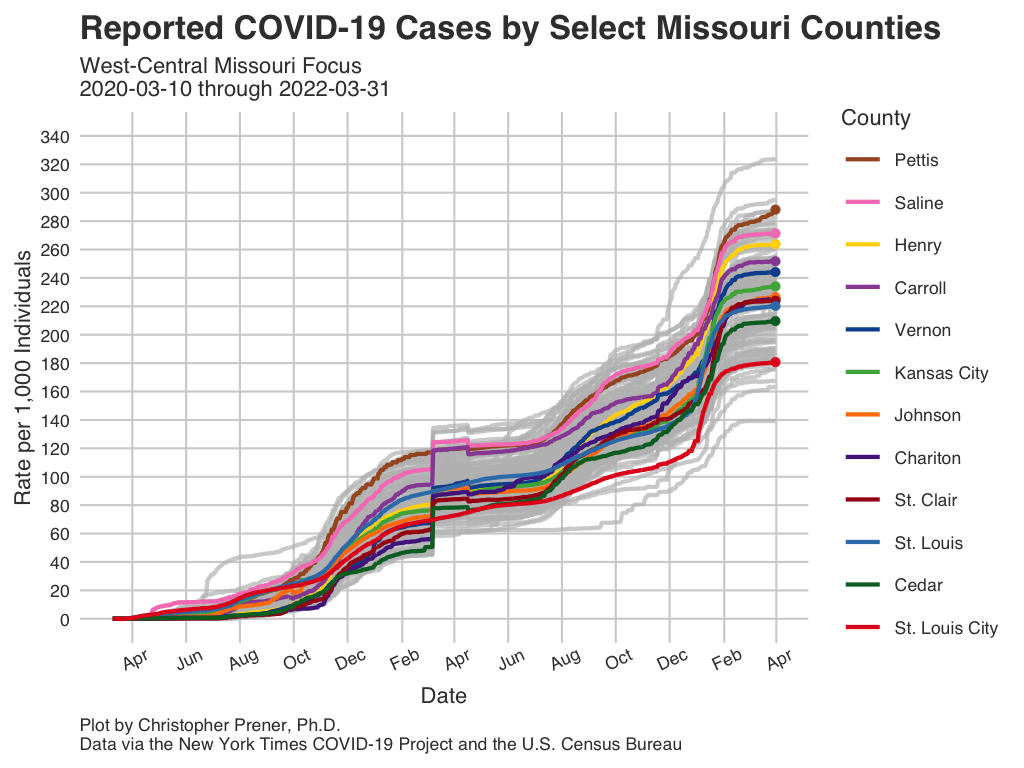 Reported COVID-19 Cases by Select Missouri Counties
West-Central Missouri Focus
2020-03-10 through 2022-03-31
County
Pettis
Saline
Henry
Carroll
Vernon
Kansas City
Johnson
Chariton
St. Clair
St. Louis
Cedar
St. Louis City
Rate per 1,000 Individuals
340
320
300
280
260
240
220
200
180
160
140
120
100
80
60
40
20
0
Apr Jun Aug Oct Dec Feb Apr Jun Aug Oct Dec Feb Apr
Date
Plot by Christopher Prener, Ph.D.
Data via the New York Times COVID-19 Project and the U.S. Census Bureau